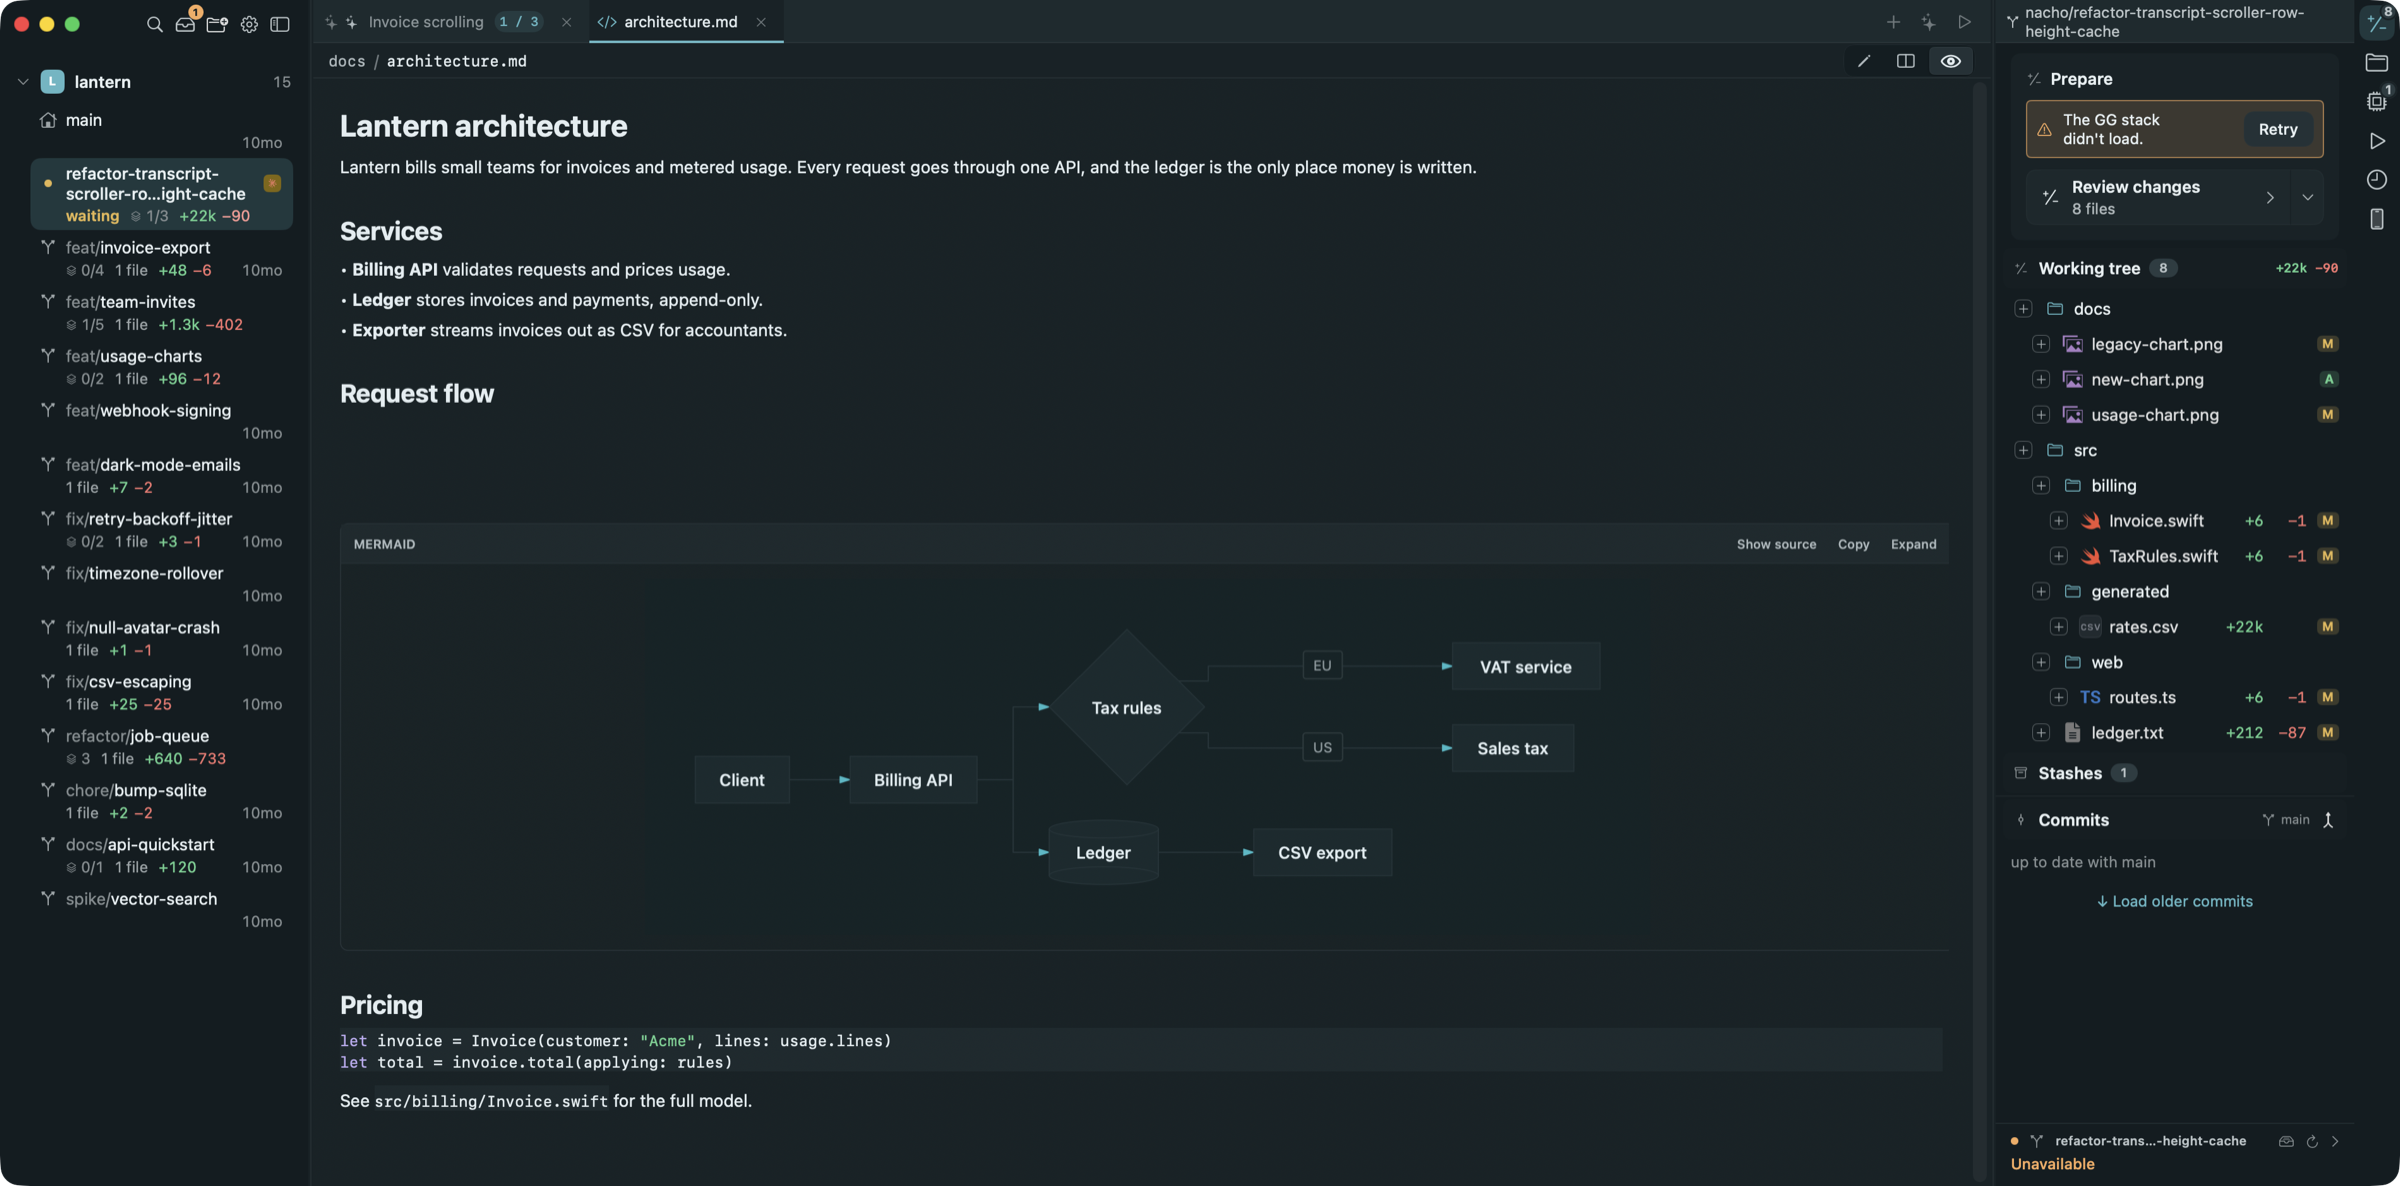 1
lantern
15
main
10mo
refactor-transcript-
scroller-ro...ight-cache
waiting 1/3 +22k −90
feat/invoice-export
0/4 1 file +48 −6 10mo
feat/team-invites
1/5 1 file +1.3k −402
feat/usage-charts
0/2 1 file +96 −12
feat/webhook-signing
10mo
feat/dark-mode-emails
1 file +7 −2 10mo
fix/retry-backoff-jitter
0/2 1 file +3 −1 10mo
fix/timezone-rollover
10mo
fix/null-avatar-crash
1 file +1 −1 10mo
fix/csv-escaping
1 file +25 −25 10mo
refactor/job-queue
3 1 file +640 −733
chore/bump-sqlite
1 file +2 −2 10mo
docs/api-quickstart
0/1 1 file +120 10mo
spike/vector-search
10mo
Invoice scrolling 1 / 3
</> architecture.md
docs / architecture.md
Lantern architecture
Lantern bills small teams for invoices and metered usage. Every request goes through one API, and the ledger is the only place money is written.
Services
• Billing API validates requests and prices usage.
• Ledger stores invoices and payments, append-only.
• Exporter streams invoices out as CSV for accountants.
Request flow
MERMAID
Show source Copy Expand
Client
Billing API
Tax rules
EU
VAT service
US
Sales tax
Ledger
CSV export
Pricing
let invoice = Invoice(customer: "Acme", lines: usage.lines)
let total = invoice.total(applying: rules)
See src/billing/Invoice.swift for the full model.
nacho/refactor-transcript-scroller-row-
height-cache
8
1
Prepare
The GG stack
didn't load.
Retry
Review changes
8 files
Working tree 8 +22k −90
docs
legacy-chart.png M
new-chart.png A
usage-chart.png M
src
billing
Invoice.swift +6 −1 M
TaxRules.swift +6 −1 M
generated
CSV rates.csv +22k M
web
TS routes.ts +6 −1 M
ledger.txt +212 −87 M
Stashes 1
Commits main
up to date with main
↓ Load older commits
refactor-trans...-height-cache
Unavailable
L